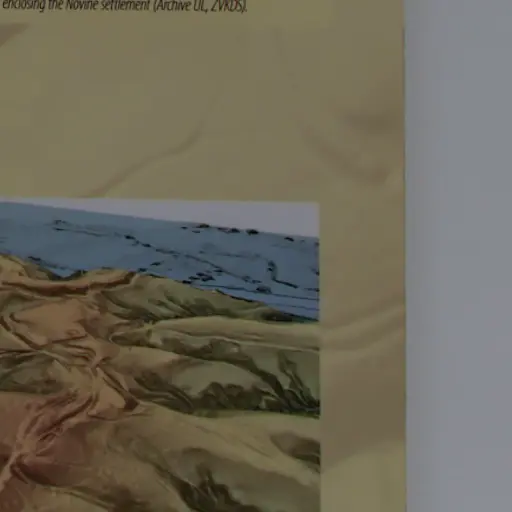 enclosing the Novine settlement (Archive UL, ZVKDS).